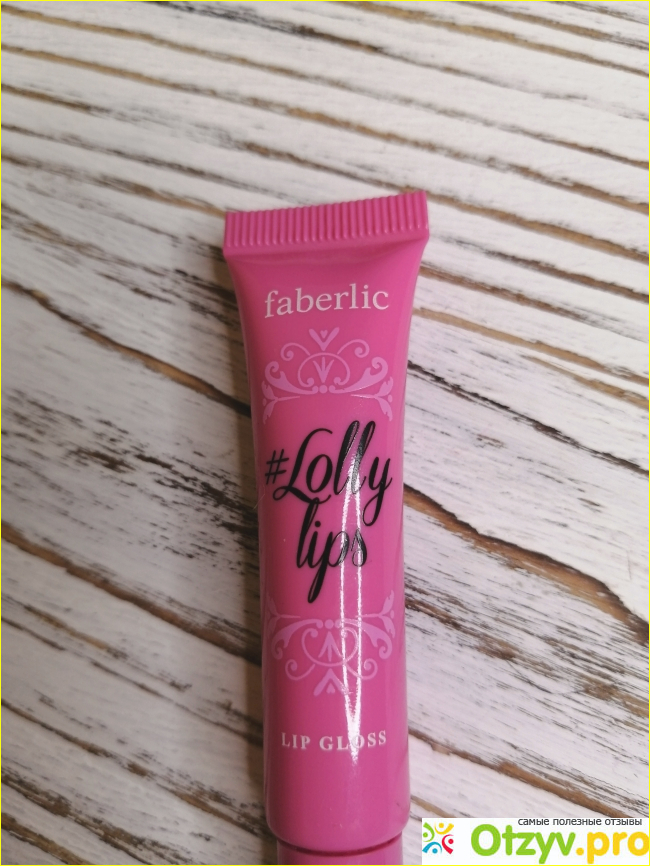 faberlic
#Lolly
lips
LIP GLOSS
самые полезные отзывы
Otzyv.pro